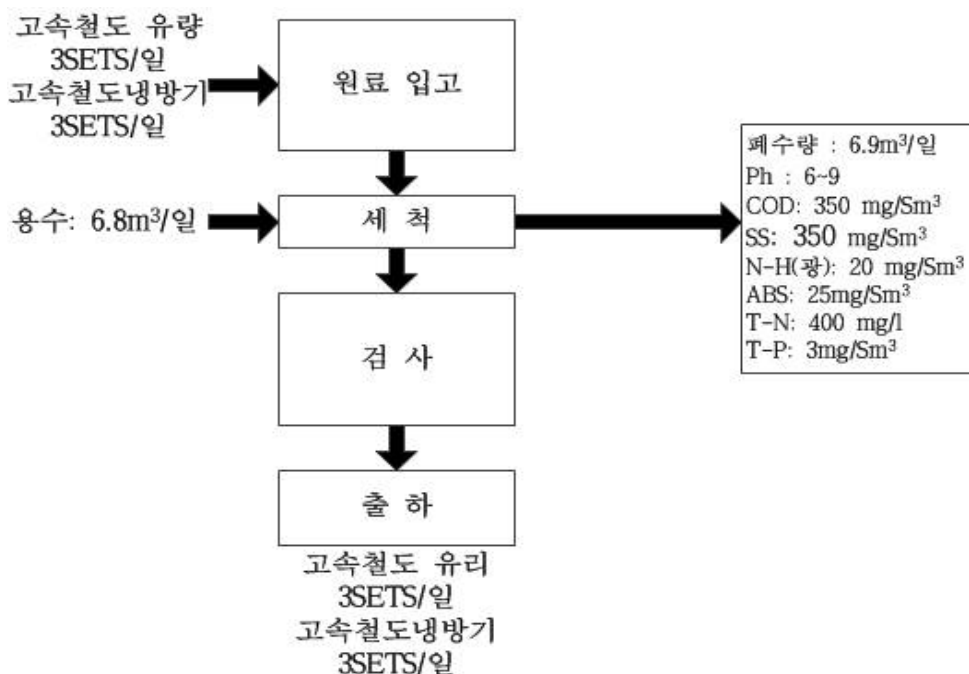 고속철도 유량
3SETS/일
고속철도냉방기
3SETS/일
원료 입고
용수: 6.8m³/일
세 척
폐수량 : 6.9m³/일
Ph : 6~9
COD: 350 mg/Sm³
SS: 350 mg/Sm³
N-H(광): 20 mg/Sm³
ABS: 25mg/Sm³
T-N: 400 mg/l
T-P: 3mg/Sm³
검 사
출 하
고속철도 유리
3SETS/일
고속철도냉방기
3SETS/일